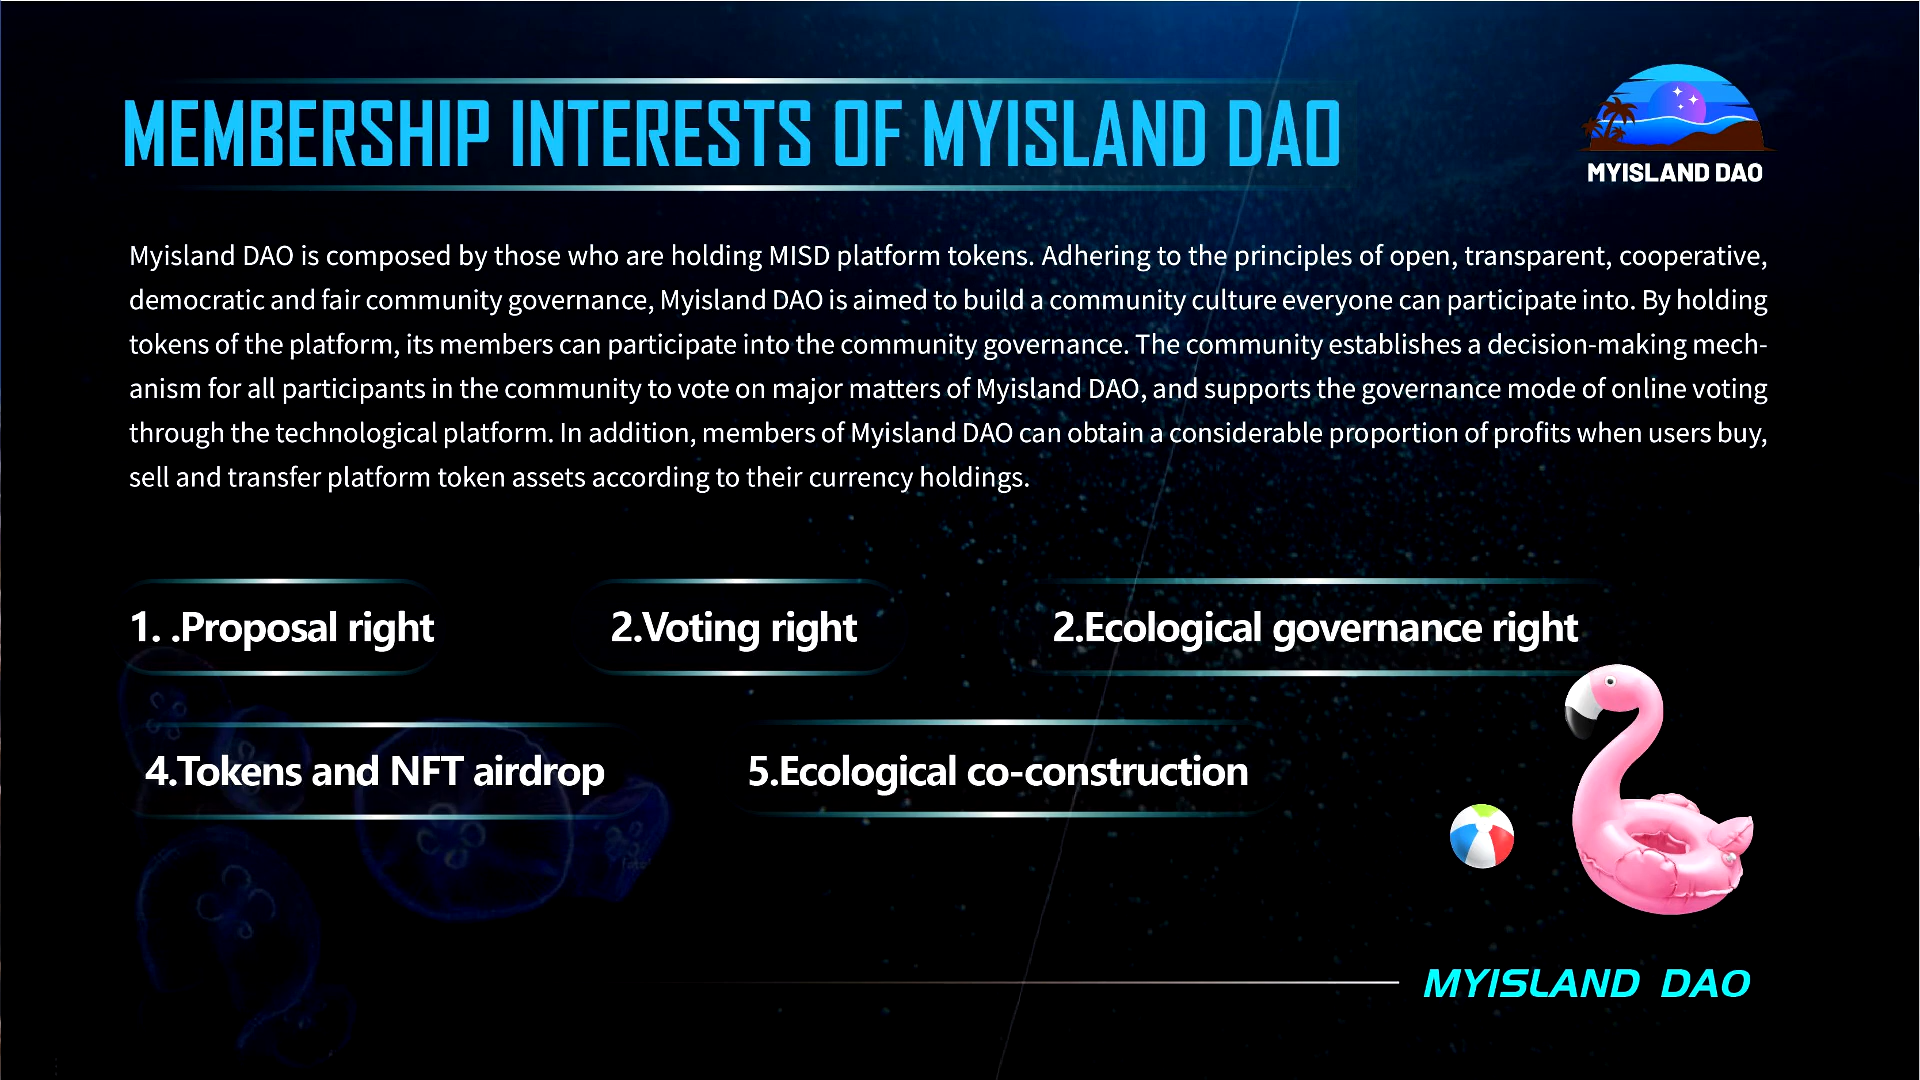 MEMBERSHIP INTERESTS OF MYISLAND DAO
MYISLAND DAO
Myisland DAO is composed by those who are holding MISD platform tokens. Adhering to the principles of open, transparent, cooperative,
democratic and fair community governance, Myisland DAO is aimed to build a community culture everyone can participate into. By holding
tokens of the platform, its members can participate into the community governance. The community establishes a decision-making mech-
anism for all participants in the community to vote on major matters of Myisland DAO, and supports the governance mode of online voting
through the technological platform. In addition, members of Myisland DAO can obtain a considerable proportion of profits when users buy,
sell and transfer platform token assets according to their currency holdings.
1. .Proposal right
2.Voting right
2.Ecological governance right
4.Tokens and NFT airdrop
5.Ecological co-construction
MYISLAND DAO